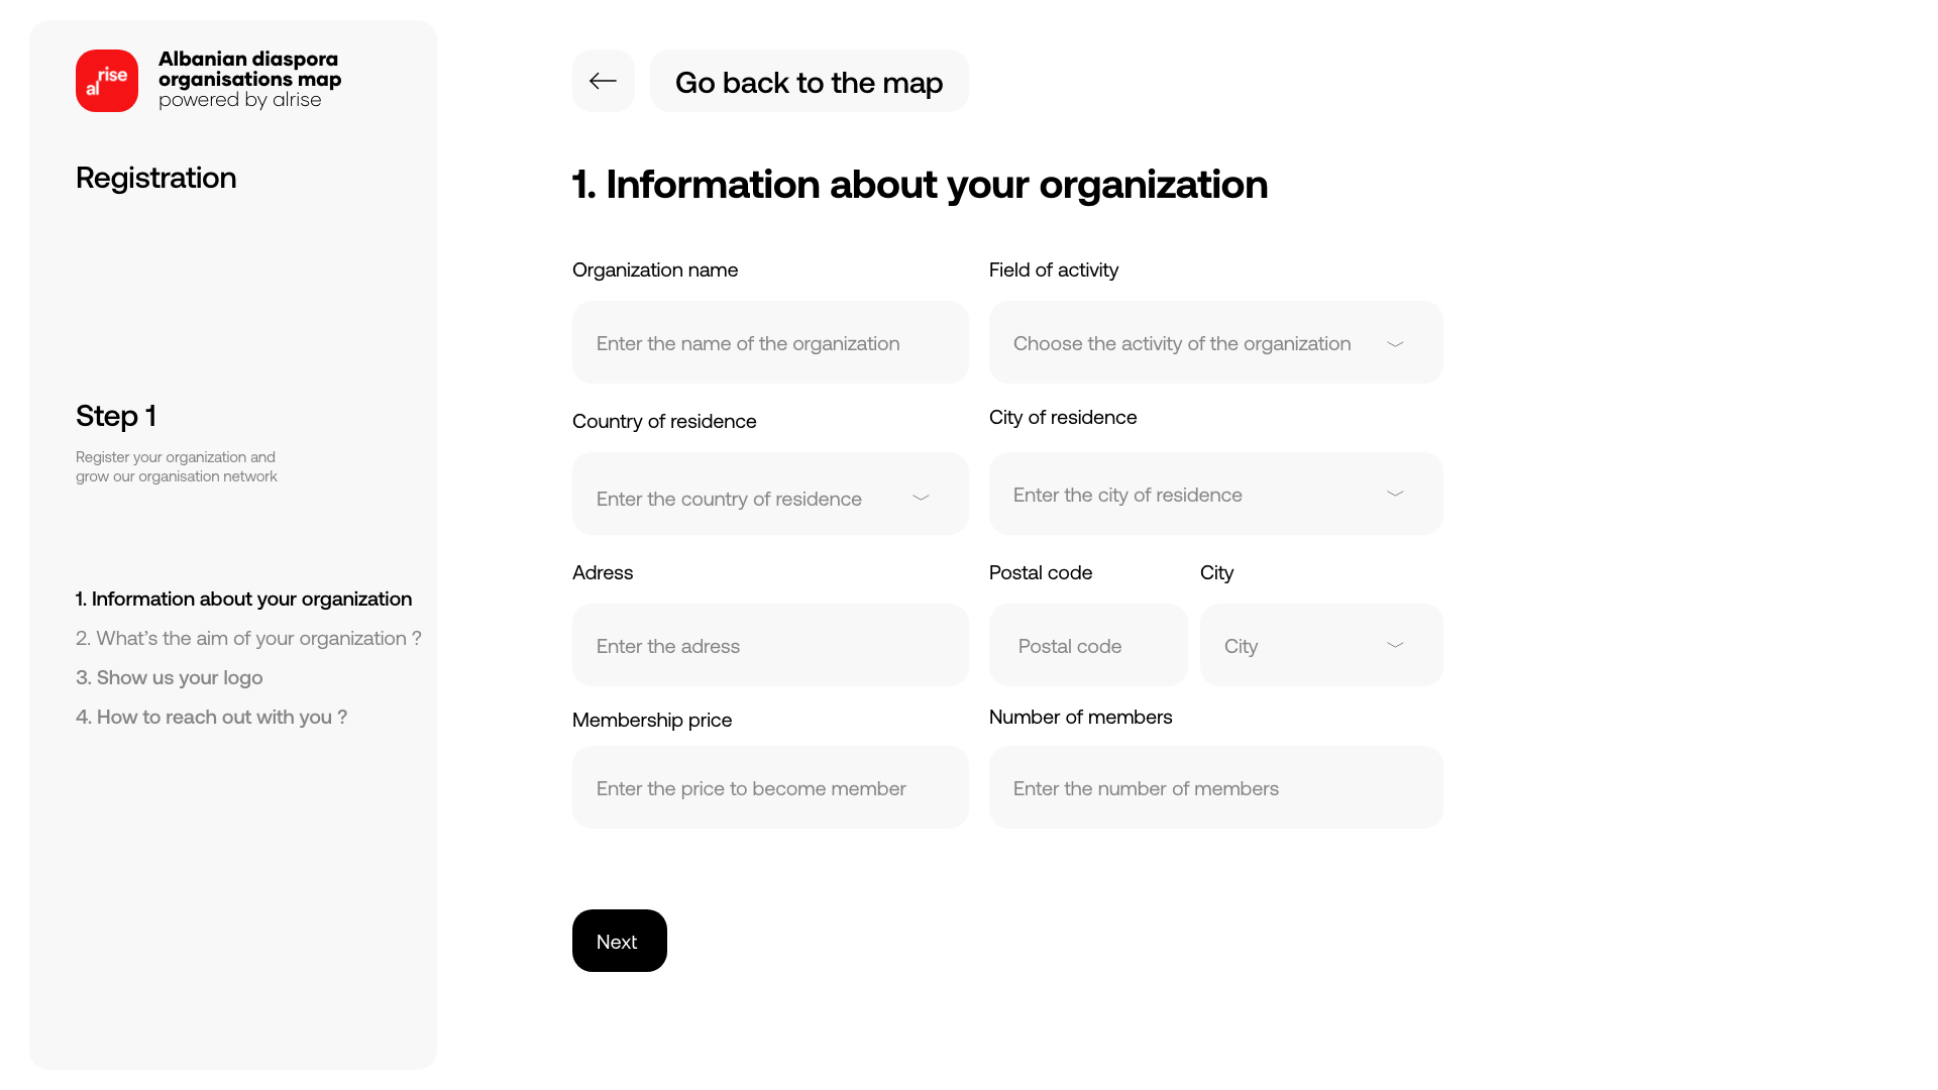 al rise
Albanian diaspora
organisations map
powered by alrise
Registration
Step 1
Register your organization and
grow our organisation network
1. Information about your organization
2. What's the aim of your organization ?
3. Show us your logo
4. How to reach out with you ?
Go back to the map
1. Information about your organization
Organization name
Field of activity
Enter the name of the organization
Choose the activity of the organization
Country of residence
City of residence
Enter the country of residence
Enter the city of residence
Adress
Postal code
City
Enter the adress
Postal code
City
Membership price
Number of members
Enter the price to become member
Enter the number of members
Next